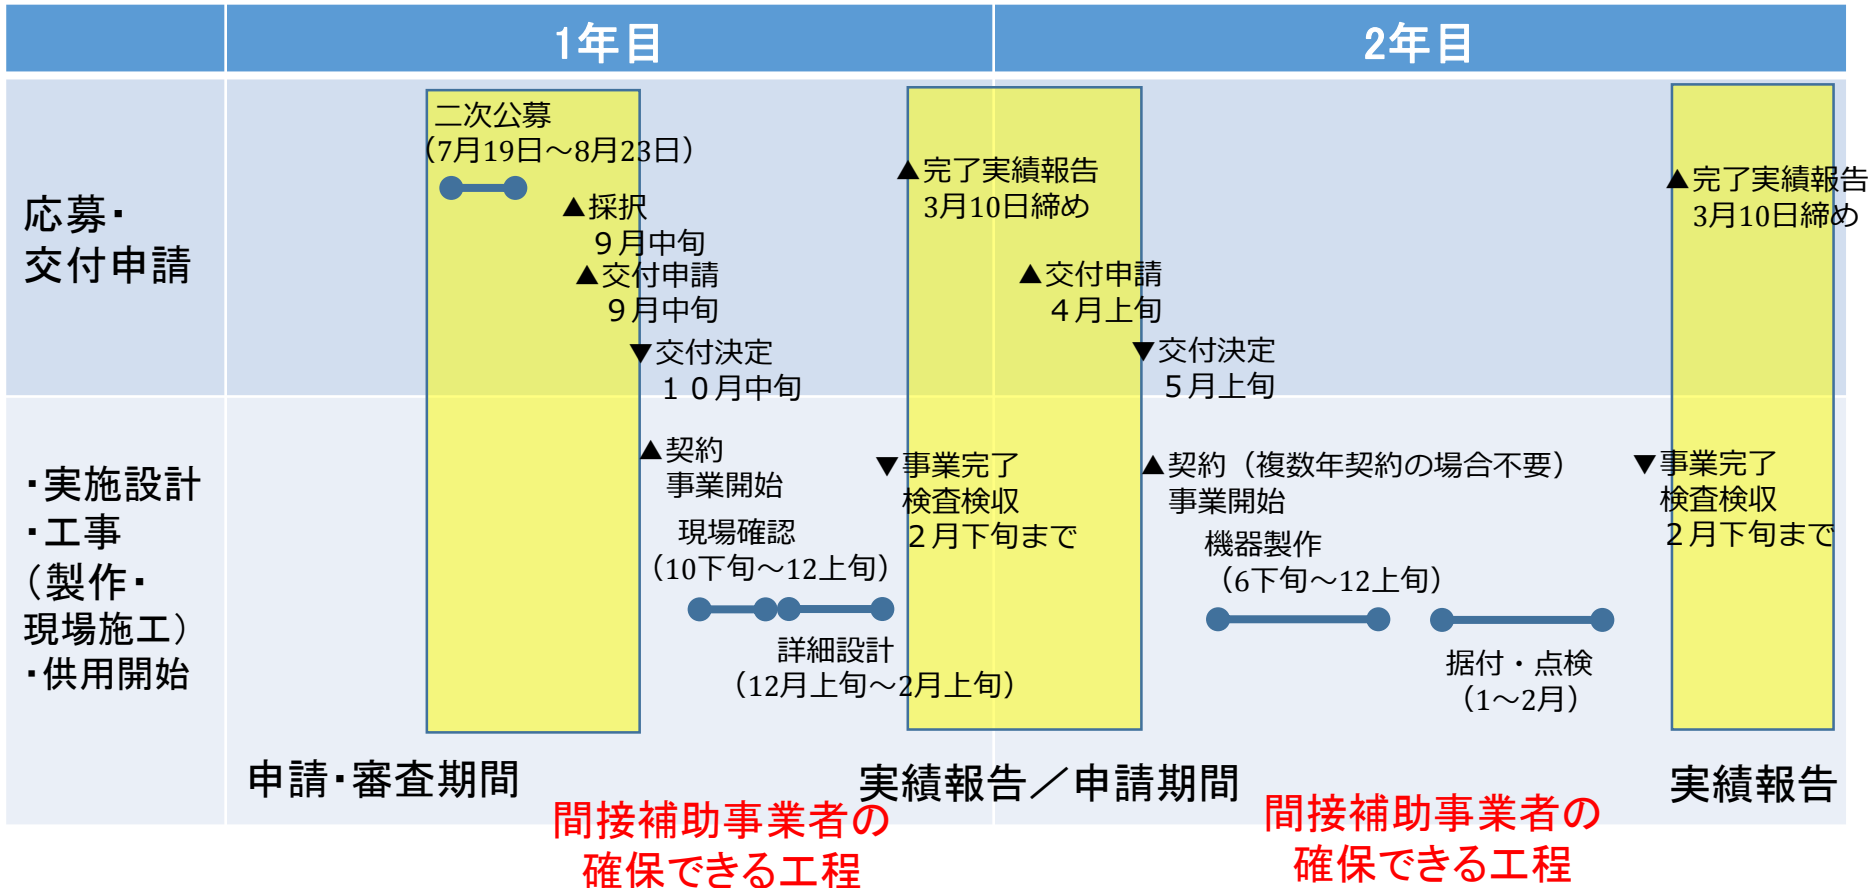 1年目
2年目
応募・
交付申請
二次公募
（7月19日～8月23日）
▲採択
９月中旬
▲交付申請
９月中旬
▼交付決定
１０月中旬
▲完了実績報告
3月10日締め
▲交付申請
４月上旬
▼交付決定
５月上旬
▲完了実績報告
3月10日締め
・実施設計
・工事
（製作・
現場施工）
・供用開始
▲契約
事業開始
現場確認
（10下旬～12上旬）
詳細設計
（12月上旬～2月上旬）
▼事業完了
検査検収
２月下旬まで
▲契約（複数年契約の場合不要）
事業開始
機器製作
（6下旬～12上旬）
据付・点検
（1～2月）
▼事業完了
検査検収
２月下旬まで
申請・審査期間
実績報告／申請期間
実績報告
間接補助事業者の
確保できる工程
間接補助事業者の
確保できる工程